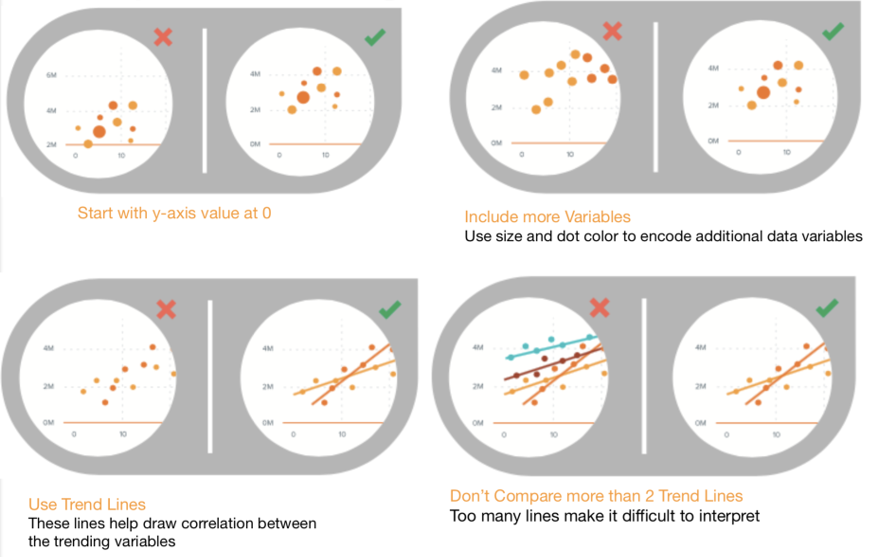 6M
4M
2M
0
10
4M
2M
0M
0
10
Start with y-axis value at 0
4M
2M
0M
0
10
4M
2M
0M
0
10
Include more Variables
Use size and dot color to encode additional data variables
4M
2M
0M
0
10
4M
2M
0M
0
10
Use Trend Lines
These lines help draw correlation between
the trending variables
4M
2M
0M
0
10
4M
2M
0M
0
10
Don't Compare more than 2 Trend Lines
Too many lines make it difficult to interpret